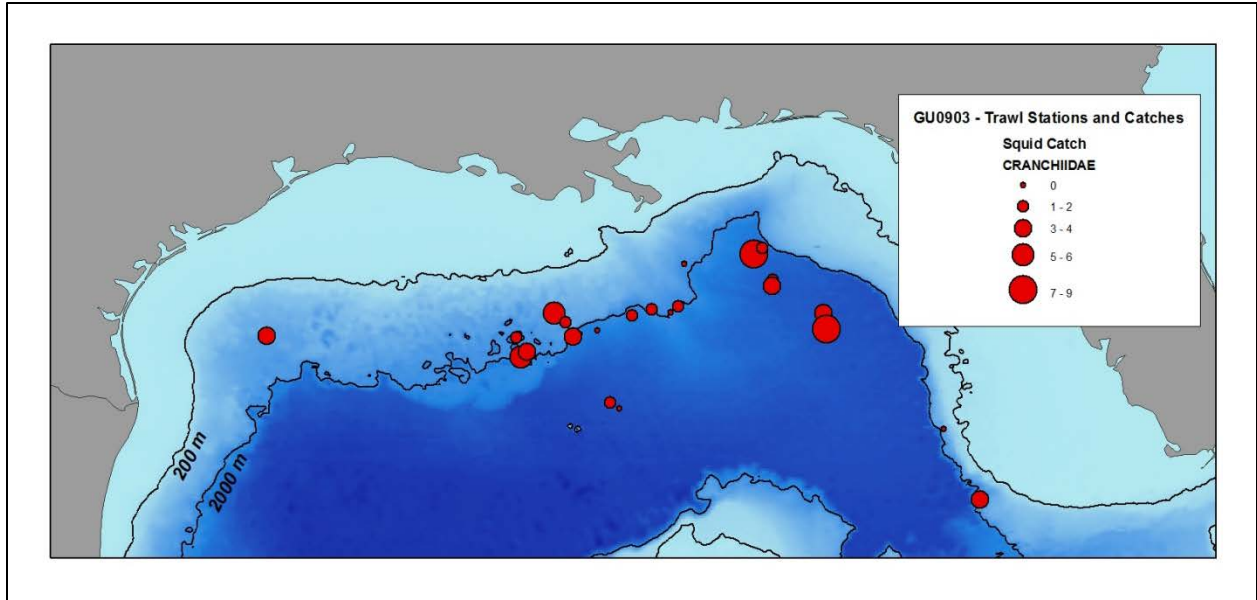 GU0903 - Trawl Stations and Catches
Squid Catch
CRANCHIIDAE
0
1 - 2
3 - 4
5 - 6
7 - 9
200 m
2000 m